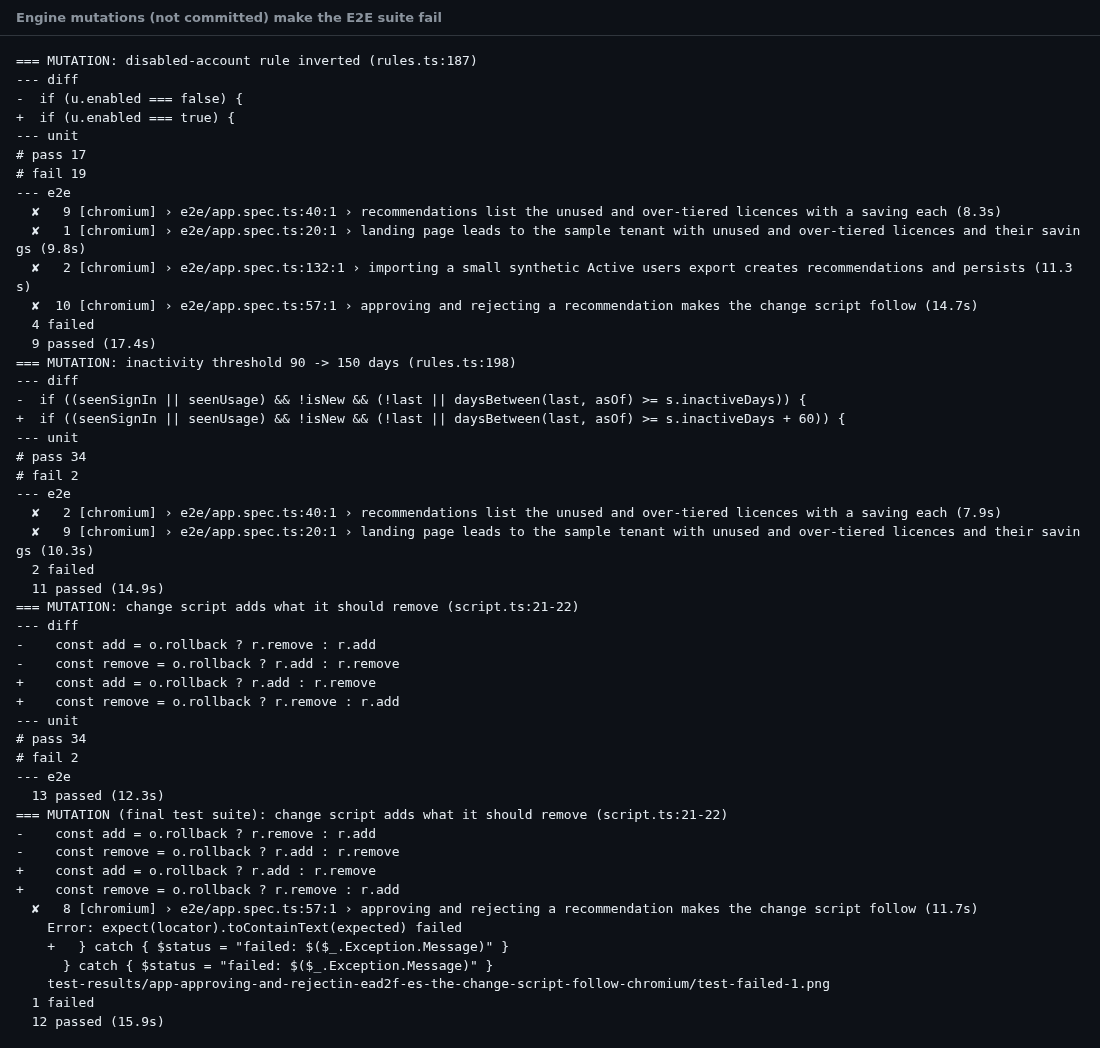 Engine mutations (not committed) make the E2E suite fail
=== MUTATION: disabled-account rule inverted (rules.ts:187)
--- diff
-  if (u.enabled === false) {
+  if (u.enabled === true) {
--- unit
# pass 17
# fail 19
--- e2e
  ✘   9 [chromium] › e2e/app.spec.ts:40:1 › recommendations list the unused and over-tiered licences with a saving each (8.3s)
  ✘   1 [chromium] › e2e/app.spec.ts:20:1 › landing page leads to the sample tenant with unused and over-tiered licences and their savin
gs (9.8s)
  ✘   2 [chromium] › e2e/app.spec.ts:132:1 › importing a small synthetic Active users export creates recommendations and persists (11.3
s)
  ✘  10 [chromium] › e2e/app.spec.ts:57:1 › approving and rejecting a recommendation makes the change script follow (14.7s)
  4 failed
  9 passed (17.4s)
=== MUTATION: inactivity threshold 90 -> 150 days (rules.ts:198)
--- diff
-  if ((seenSignIn || seenUsage) && !isNew && (!last || daysBetween(last, asOf) >= s.inactiveDays)) {
+  if ((seenSignIn || seenUsage) && !isNew && (!last || daysBetween(last, asOf) >= s.inactiveDays + 60)) {
--- unit
# pass 34
# fail 2
--- e2e
  ✘   2 [chromium] › e2e/app.spec.ts:40:1 › recommendations list the unused and over-tiered licences with a saving each (7.9s)
  ✘   9 [chromium] › e2e/app.spec.ts:20:1 › landing page leads to the sample tenant with unused and over-tiered licences and their savin
gs (10.3s)
  2 failed
  11 passed (14.9s)
=== MUTATION: change script adds what it should remove (script.ts:21-22)
--- diff
-    const add = o.rollback ? r.remove : r.add
-    const remove = o.rollback ? r.add : r.remove
+    const add = o.rollback ? r.add : r.remove
+    const remove = o.rollback ? r.remove : r.add
--- unit
# pass 34
# fail 2
--- e2e
  13 passed (12.3s)
=== MUTATION (final test suite): change script adds what it should remove (script.ts:21-22)
-    const add = o.rollback ? r.remove : r.add
-    const remove = o.rollback ? r.add : r.remove
+    const add = o.rollback ? r.add : r.remove
+    const remove = o.rollback ? r.remove : r.add
  ✘   8 [chromium] › e2e/app.spec.ts:57:1 › approving and rejecting a recommendation makes the change script follow (11.7s)
    Error: expect(locator).toContainText(expected) failed
    +   } catch { $status = "failed: $($_.Exception.Message)" }
      } catch { $status = "failed: $($_.Exception.Message)" }
    test-results/app-approving-and-rejectin-ead2f-es-the-change-script-follow-chromium/test-failed-1.png
  1 failed
  12 passed (15.9s)